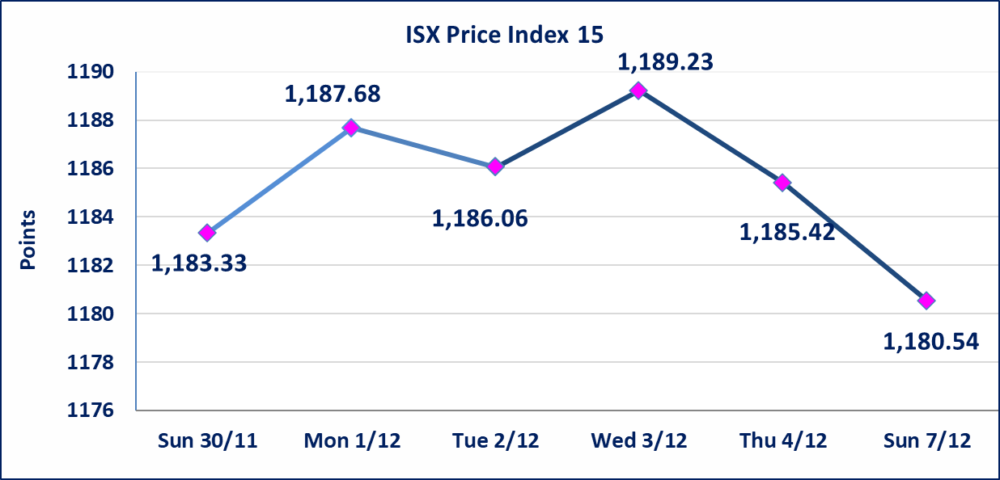 ISX Price Index 15
1190
1188
1186
1184
1182
1180
1178
1176
Points
1,183.33
1,187.68
1,186.06
1,189.23
1,185.42
1,180.54
Sun 30/11
Mon 1/12
Tue 2/12
Wed 3/12
Thu 4/12
Sun 7/12